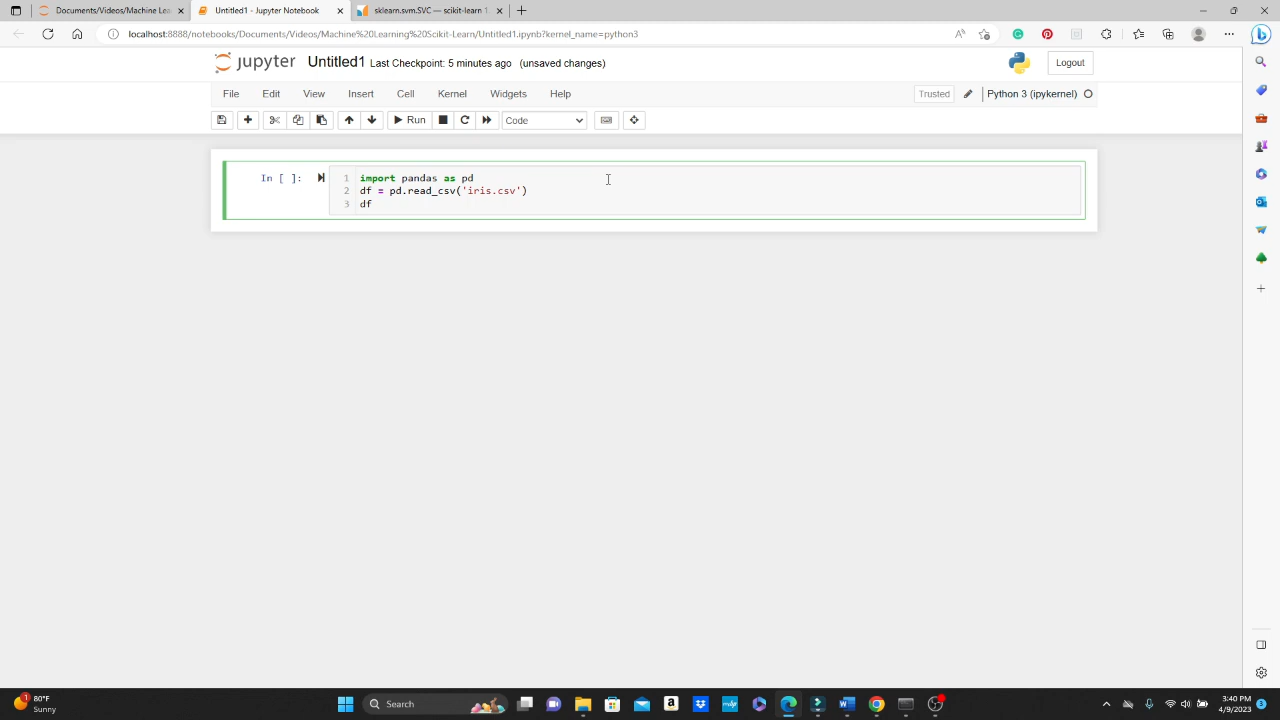 Documents/Videos/Machine Lea
Untitled1 - Jupyter Notebook
sklearn.svm.SVC — scikit-learn 1
localhost:8888/notebooks/Documents/Videos/Machine%20Learning%20Scikit-Learn/Untitled1.ipynb?kernel_name=python3
jupyter Untitled1 Last Checkpoint: 5 minutes ago (unsaved changes)
Logout
File Edit View Insert Cell Kernel Widgets Help
Trusted
Python 3 (ipykernel)
Run
Code
In [ ]:
1 import pandas as pd
2 df = pd.read_csv('iris.csv')
3 df
1
80°F
Sunny
Search
3:40 PM
4/9/2023
3